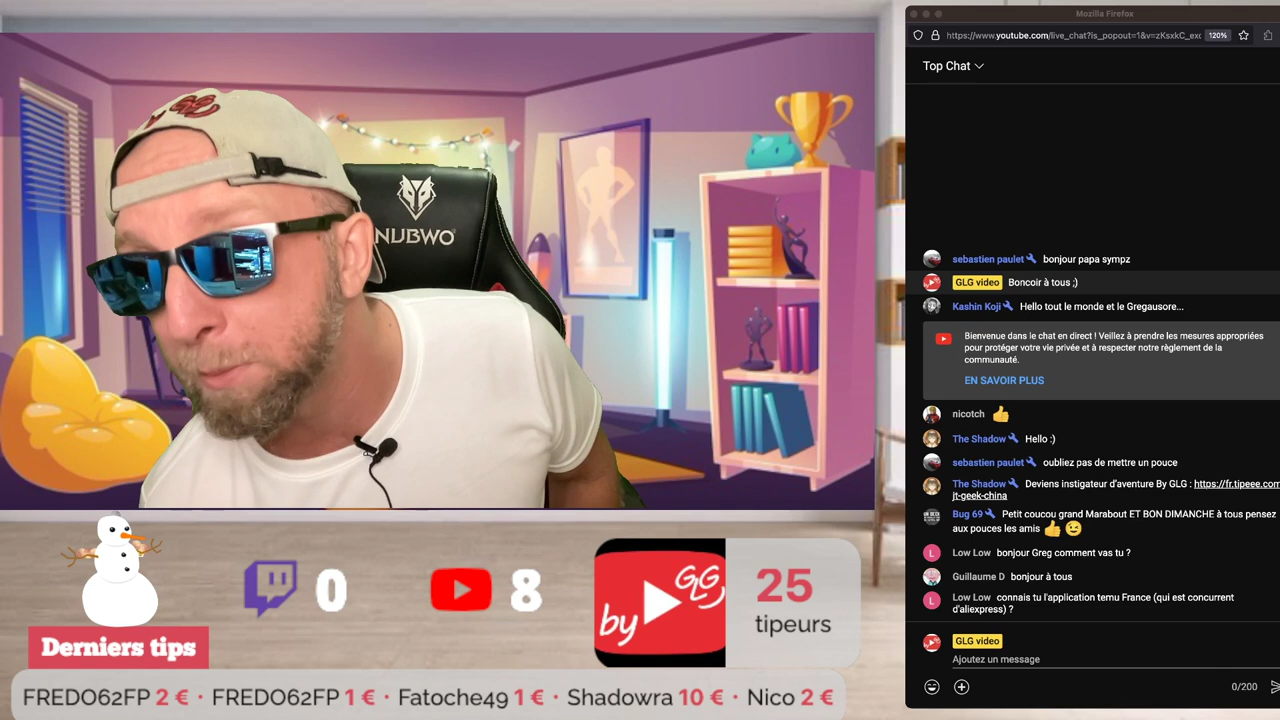 GLG
NUBWO
Mozilla Firefox
https://www.youtube.com/live_chat?is_popout=1&v=zKsxkC_exc
120%
Top Chat
sebastien paulet bonjour papa sympz
GLG video Boncoir à tous ;)
Kashin Koji Hello tout le monde et le Gregausore...
Bienvenue dans le chat en direct ! Veillez à prendre les mesures appropriées
pour protéger votre vie privée et à respecter notre règlement de la
communauté.
EN SAVOIR PLUS
nicotch 👍
The Shadow Hello :)
sebastien paulet oubliez pas de mettre un pouce
The Shadow Deviens instigateur d'aventure By GLG : https://fr.tipeee.com
jt-geek-china
Bug 69 Petit coucou grand Marabout ET BON DIMANCHE à tous pensez
aux pouces les amis 👍😉
L Low Low bonjour Greg comment vas tu ?
Guillaume D bonjour à tous
L Low Low connais tu l'application temu France (qui est concurrent
d'aliexpress) ?
GLG video
Ajoutez un message
0/200
0
8
by GLG
25
tipeurs
Derniers tips
FREDO62FP 2 € · FREDO62FP 1 € · Fatoche49 1 € · Shadowra 10 € · Nico 2 €